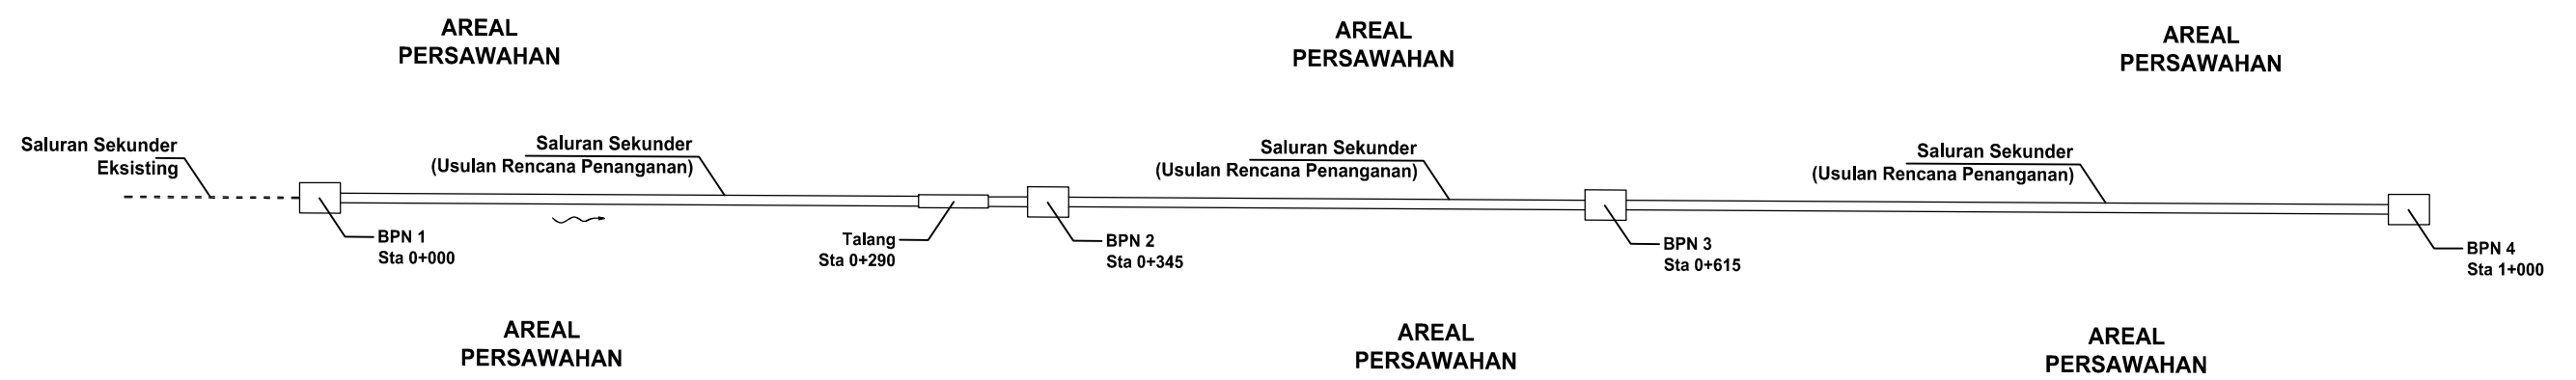 AREAL
PERSAWAHAN
AREAL
PERSAWAHAN
AREAL
PERSAWAHAN
Saluran Sekunder
Eksisting
Saluran Sekunder
(Usulan Rencana Penanganan)
Saluran Sekunder
(Usulan Rencana Penanganan)
Saluran Sekunder
(Usulan Rencana Penanganan)
BPN 1
Sta 0+000
Talang
Sta 0+290
BPN 2
Sta 0+345
BPN 3
Sta 0+615
BPN 4
Sta 1+000
AREAL
PERSAWAHAN
AREAL
PERSAWAHAN
AREAL
PERSAWAHAN